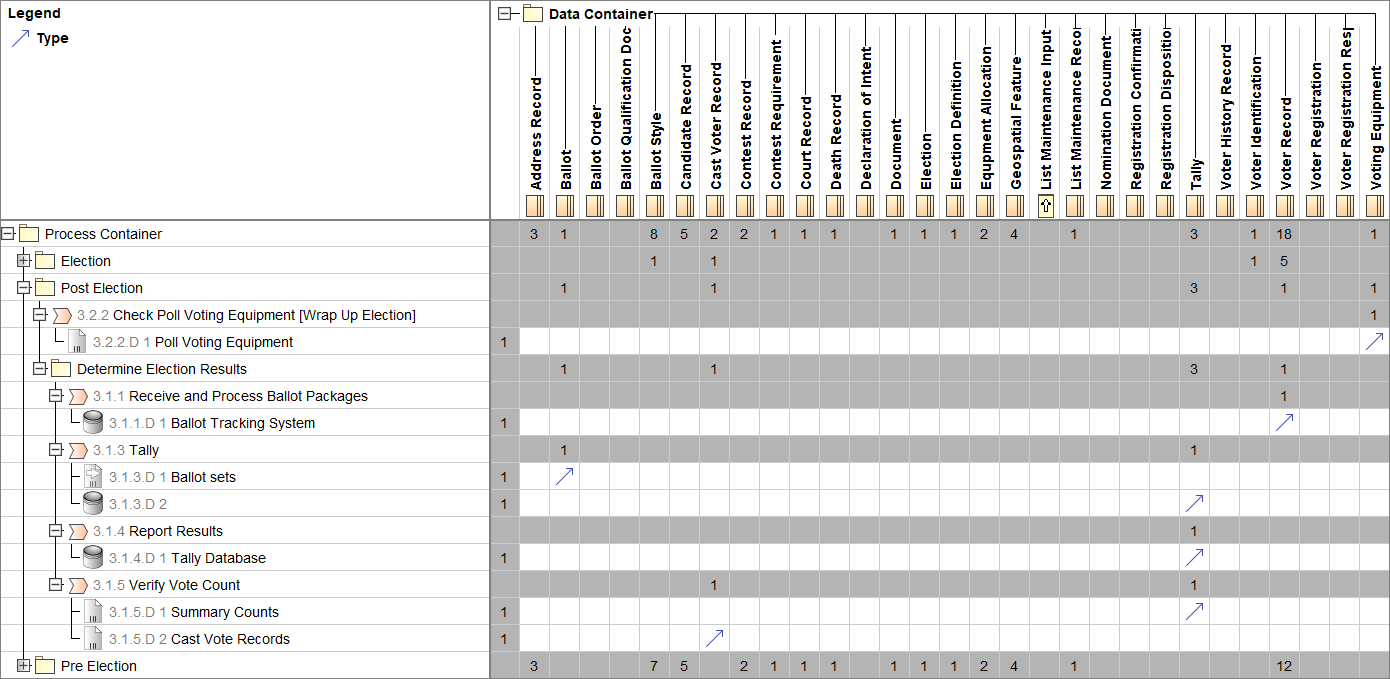 Legend
Type
Data Container
Address Record
Ballot
Ballot Order
Ballot Qualification Doc
Ballot Style
Candidate Record
Cast Voter Record
Contest Record
Contest Requirement
Court Record
Death Record
Declaration of Intent
Document
Election
Election Definition
Equpment Allocation
Geospatial Feature
List Maintenance Input
List Maintenance Reco
Nomination Document
Registration Confirmati
Registration Disposition
Tally
Voter History Record
Voter Identification
Voter Record
Voter Registration
Voter Registration Resp
Voting Equipment
Process Container 3 1 8 5 2 2 1 1 1 1 1 1 2 4 1 3 1 18 1
Election 1 1 1 5
Post Election 1 1 3 1 1
3.2.2 Check Poll Voting Equipment [Wrap Up Election] 1
3.2.2.D 1 Poll Voting Equipment 1
Determine Election Results 1 1 3 1
3.1.1 Receive and Process Ballot Packages 1
3.1.1.D 1 Ballot Tracking System 1
3.1.3 Tally 1 1
3.1.3.D 1 Ballot sets 1
3.1.3.D 2 1
3.1.4 Report Results 1
3.1.4.D 1 Tally Database 1
3.1.5 Verify Vote Count 1 1
3.1.5.D 1 Summary Counts 1
3.1.5.D 2 Cast Vote Records 1
Pre Election 3 7 5 2 1 1 1 1 1 1 2 4 1 12